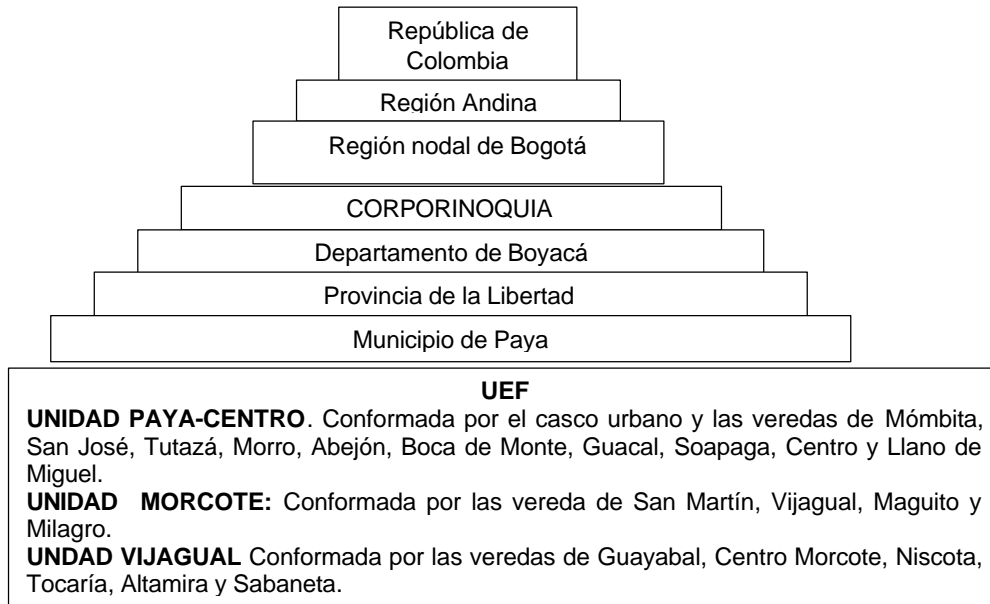 República de
Colombia
Región Andina
Región nodal de Bogotá
CORPORINOQUIA
Departamento de Boyacá
Provincia de la Libertad
Municipio de Paya
UEF
UNIDAD PAYA-CENTRO. Conformada por el casco urbano y las veredas de Mómbita,
San José, Tutazá, Morro, Abejón, Boca de Monte, Guacal, Soapaga, Centro y Llano de
Miguel.
UNIDAD MORCOTE: Conformada por las vereda de San Martín, Vijagual, Maguito y
Milagro.
UNDAD VIJAGUAL Conformada por las veredas de Guayabal, Centro Morcote, Niscota,
Tocaría, Altamira y Sabaneta.